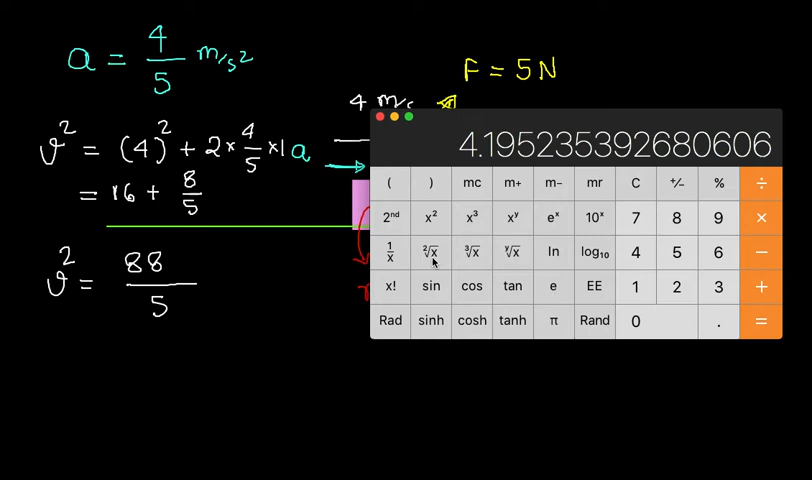 a = 4/5 m/s²
F = 5N
4 m/s
v² = (4)² + 2 × 4/5 × 1 a
= 16 + 8/5
v² = 88/5
4.195235392680606
( ) mc m+ m- mr C +/- % ÷
2nd x² x³ xʸ eˣ 10ˣ 7 8 9 ×
1/x ²√x ³√x ʸ√x ln log₁₀ 4 5 6 −
x! sin cos tan e EE 1 2 3 +
Rad sinh cosh tanh π Rand 0 . =